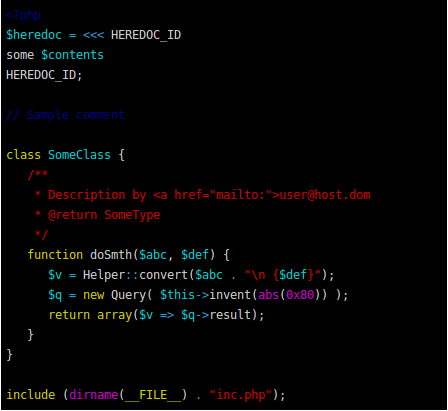 <?php
$heredoc = <<< HEREDOC_ID
some $contents
HEREDOC_ID;
// Sample comment
class SomeClass {
/**
* Description by <a href="mailto:">user@host.dom
* @return SomeType
*/
function doSmth($abc, $def) {
$v = Helper::convert($abc . "\n {$def}");
$q = new Query( $this->invent(abs(0x80)) );
return array($v => $q->result);
}
}
include (dirname(__FILE__) . "inc.php");